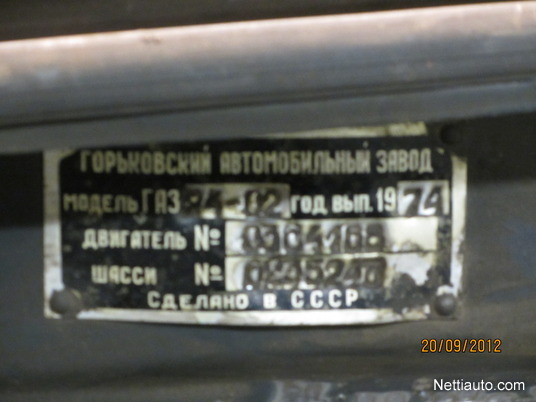 ГОРЬКОВСКИЙ АВТОМОБИЛЬНЫЙ ЗАВОД
МОДЕЛЬ ГАЗ 24-02 ГОД ВЫП. 1974
ДВИГАТЕЛЬ №
ШАССИ №
СДЕЛАНО В СССР
20/09/2012
Nettiauto.com